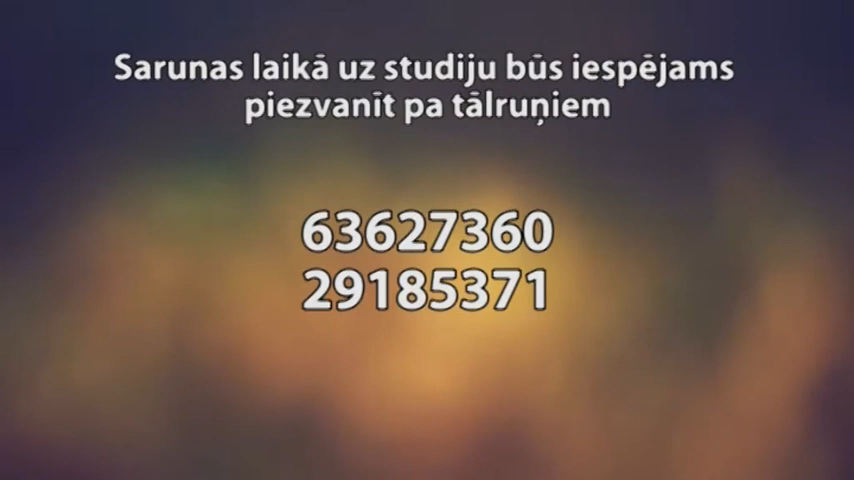 Sarunas laikā uz studiju būs iespējams
piezvanīt pa tālruņiem
63627360
29185371